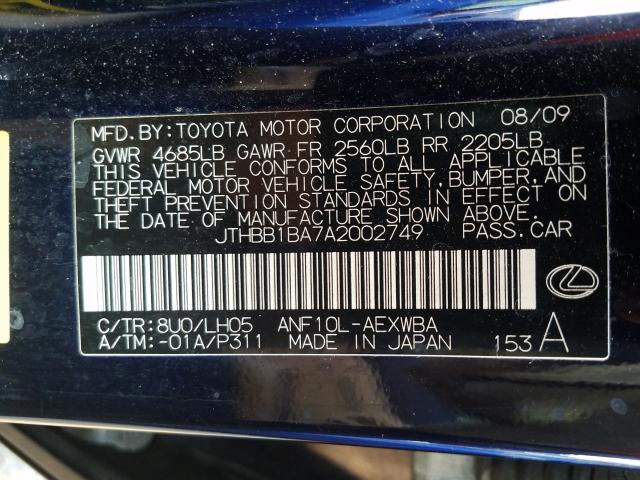 MFD.BY:TOYOTA MOTOR CORPORATION 08/09
GVWR 4685LB GAWR FR 2560LB RR 2205LB
THIS VEHICLE CONFORMS TO ALL APPLICABLE
FEDERAL MOTOR VEHICLE SAFETY,BUMPER,AND
THEFT PREVENTION STANDARDS IN EFFECT ON
THE DATE OF MANUFACTURE SHOWN ABOVE.
JTHBB1BA7A2002749 PASS.CAR
C/TR:8U0/LH05 ANF10L-AEXWBA
A/TM:-01A/P311 MADE IN JAPAN 153 A